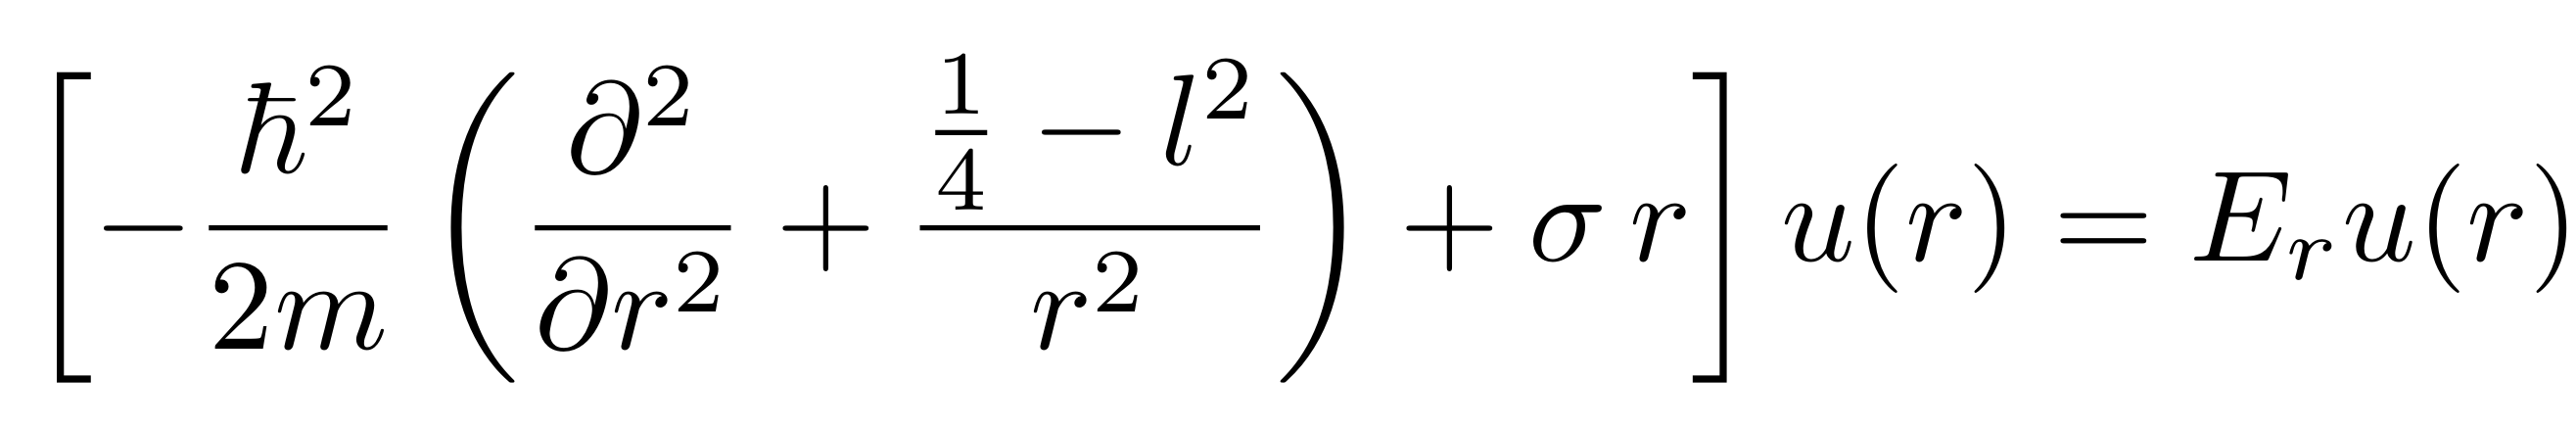 \left[ -\frac{\hbar^2}{2m} \left( \frac{\partial^2}{\partial r^2} + \frac{\frac{1}{4} - l^2}{r^2} \right) + \sigma r \right] u(r) = E_r u(r)